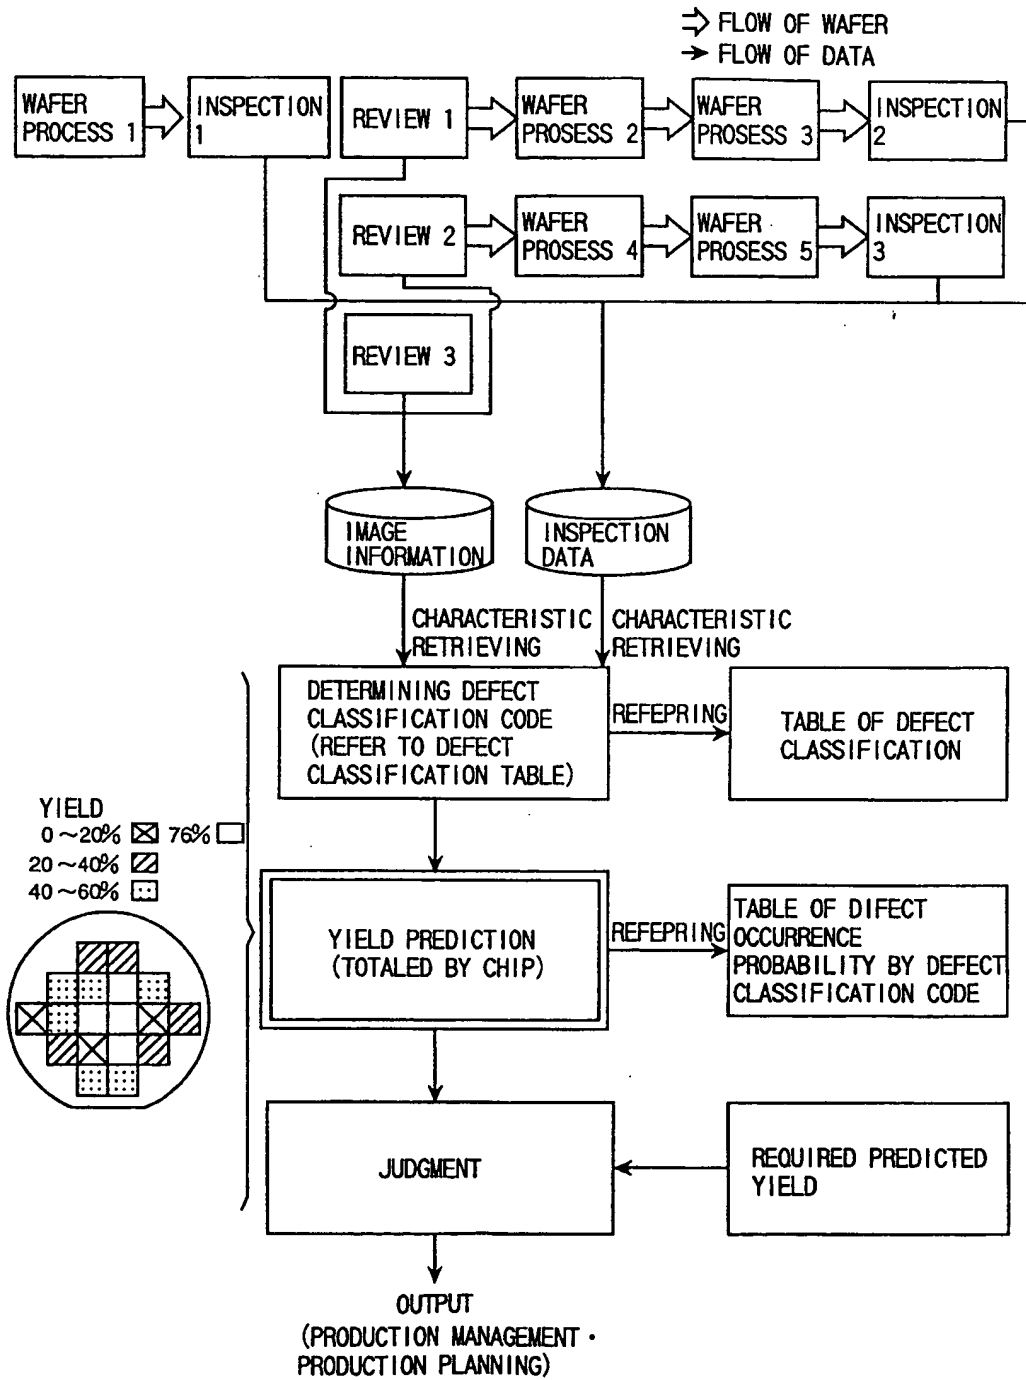 FLOW OF WAFER
FLOW OF DATA
WAFER
PROCESS 1
INSPECTION
1
REVIEW 1
WAFER
PROSESS 2
WAFER
PROSESS 3
INSPECTION
2
REVIEW 2
WAFER
PROSESS 4
WAFER
PROSESS 5
INSPECTION
3
REVIEW 3
IMAGE
INFORMATION
INSPECTION
DATA
CHARACTERISTIC
RETRIEVING
CHARACTERISTIC
RETRIEVING
DETERMINING DEFECT
CLASSIFICATION CODE
(REFER TO DEFECT
CLASSIFICATION TABLE)
REFEPRING
TABLE OF DEFECT
CLASSIFICATION
YIELD
0~20% 76%
20~40%
40~60%
YIELD PREDICTION
(TOTALED BY CHIP)
REFEPRING
TABLE OF DIFECT
OCCURRENCE
PROBABILITY BY DEFECT
CLASSIFICATION CODE
JUDGMENT
REQUIRED PREDICTED
YIELD
OUTPUT
(PRODUCTION MANAGEMENT・
PRODUCTION PLANNING)